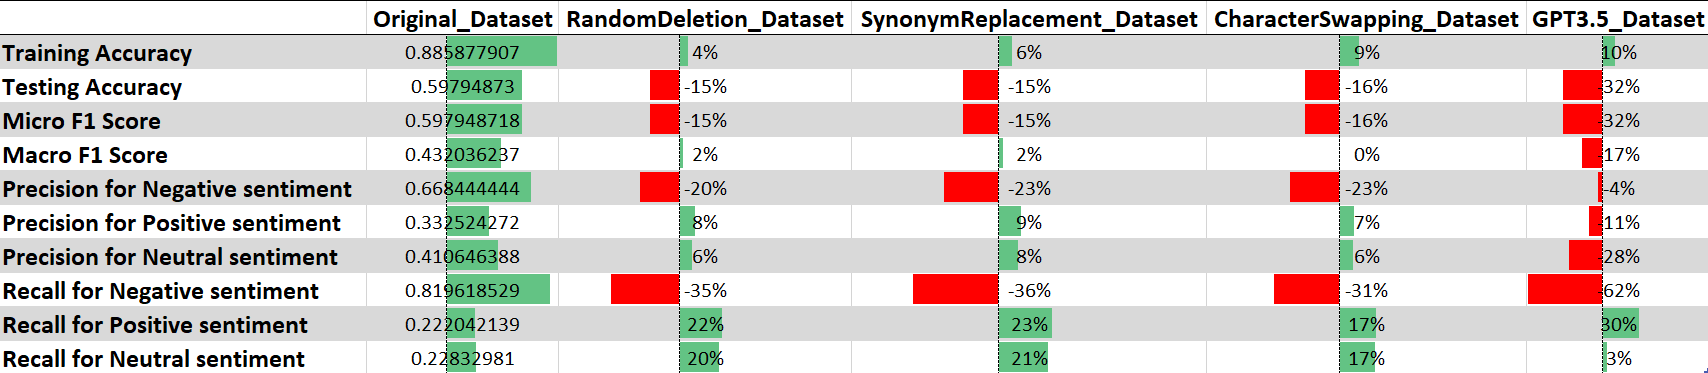 Original_Dataset RandomDeletion_Dataset SynonymReplacement_Dataset CharacterSwapping_Dataset GPT3.5_Dataset
Training Accuracy 0.885877907 4% 6% 9% 10%
Testing Accuracy 0.59794873 -15% -15% -16% -32%
Micro F1 Score 0.597948718 -15% -15% -16% -32%
Macro F1 Score 0.432036237 2% 2% 0% -17%
Precision for Negative sentiment 0.668444444 -20% -23% -23% -4%
Precision for Positive sentiment 0.332524272 8% 9% 7% -11%
Precision for Neutral sentiment 0.410646388 6% 8% 6% -28%
Recall for Negative sentiment 0.819618529 -35% -36% -31% -62%
Recall for Positive sentiment 0.222042139 22% 23% 17% 30%
Recall for Neutral sentiment 0.22832981 20% 21% 17% 3%